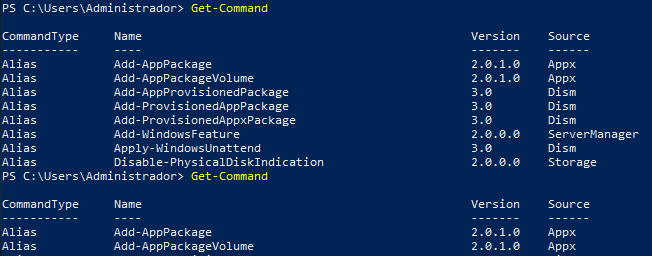 PS C:\Users\Administrador> Get-Command
CommandType Name Version Source
----------- ---- ------- ------
Alias Add-AppPackage 2.0.1.0 Appx
Alias Add-AppPackageVolume 2.0.1.0 Appx
Alias Add-AppProvisionedPackage 3.0 Dism
Alias Add-ProvisionedAppPackage 3.0 Dism
Alias Add-ProvisionedAppxPackage 3.0 Dism
Alias Add-WindowsFeature 2.0.0.0 ServerManager
Alias Apply-WindowsUnattend 3.0 Dism
Alias Disable-PhysicalDiskIndication 2.0.0.0 Storage
PS C:\Users\Administrador> Get-Command
CommandType Name Version Source
----------- ---- ------- ------
Alias Add-AppPackage 2.0.1.0 Appx
Alias Add-AppPackageVolume 2.0.1.0 Appx